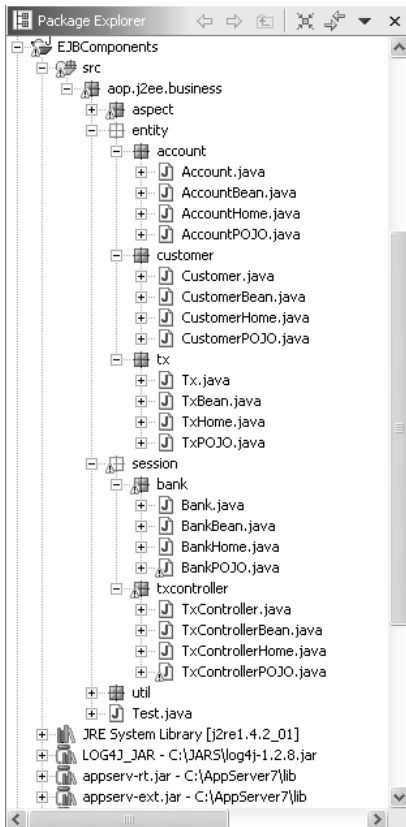 Package Explorer
EJBComponents
src
aop.j2ee.business
aspect
entity
account
Account.java
AccountBean.java
AccountHome.java
AccountPOJO.java
customer
Customer.java
CustomerBean.java
CustomerHome.java
CustomerPOJO.java
tx
Tx.java
TxBean.java
TxHome.java
TxPOJO.java
session
bank
Bank.java
BankBean.java
BankHome.java
BankPOJO.java
txcontroller
TxController.java
TxControllerBean.java
TxControllerHome.java
TxControllerPOJO.java
util
Test.java
JRE System Library [j2re1.4.2_01]
LOG4J_JAR - C:\JARS\log4j-1.2.8.jar
appserv-rt.jar - C:\AppServer7\lib
appserv-ext.jar - C:\AppServer7\lib